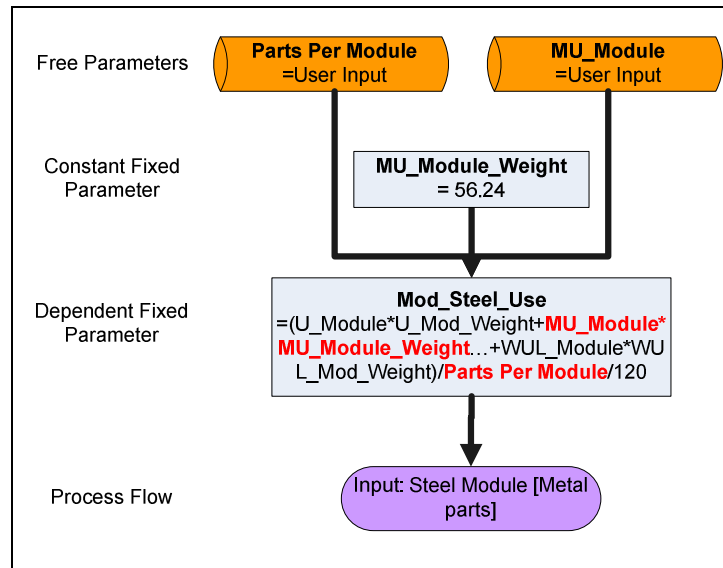 Free Parameters
Parts Per Module
=User Input
MU_Module
=User Input
Constant Fixed
Parameter
MU_Module_Weight
= 56.24
Dependent Fixed
Parameter
Mod_Steel_Use
=(U_Module*U_Mod_Weight+MU_Module*
MU_Module_Weight…+WUL_Module*WU
L_Mod_Weight)/Parts Per Module/120
Process Flow
Input: Steel Module [Metal
parts]